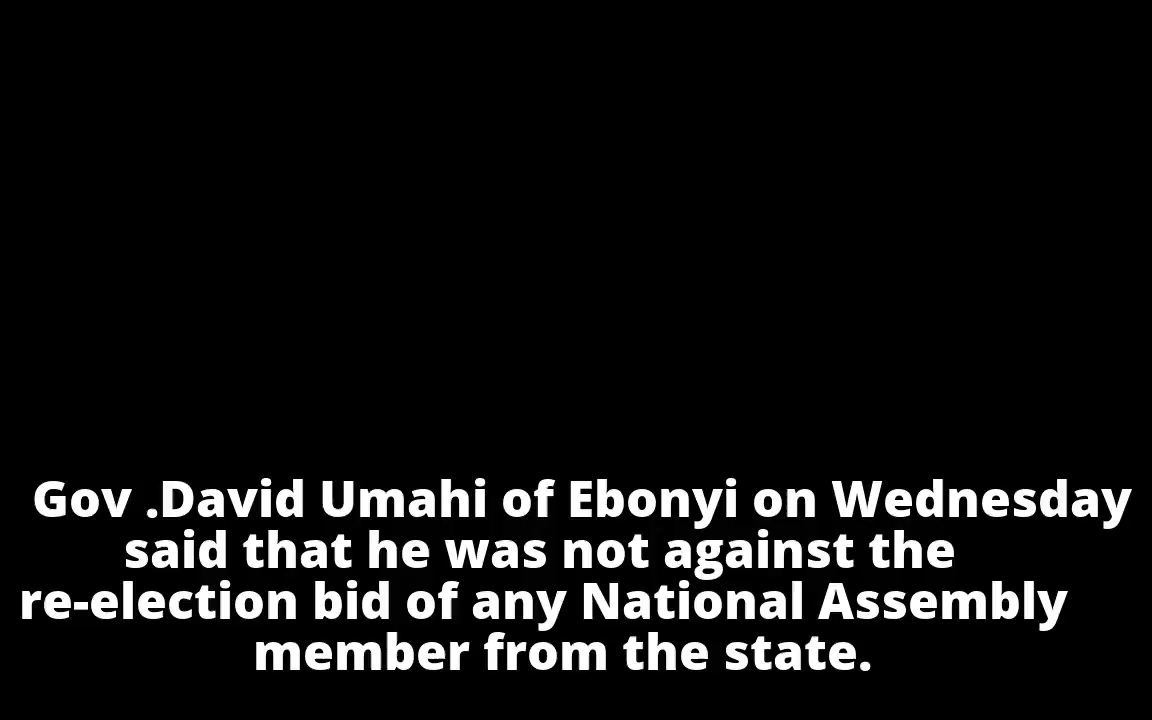 Gov .David Umahi of Ebonyi on Wednesday
said that he was not against the
re-election bid of any National Assembly
member from the state.